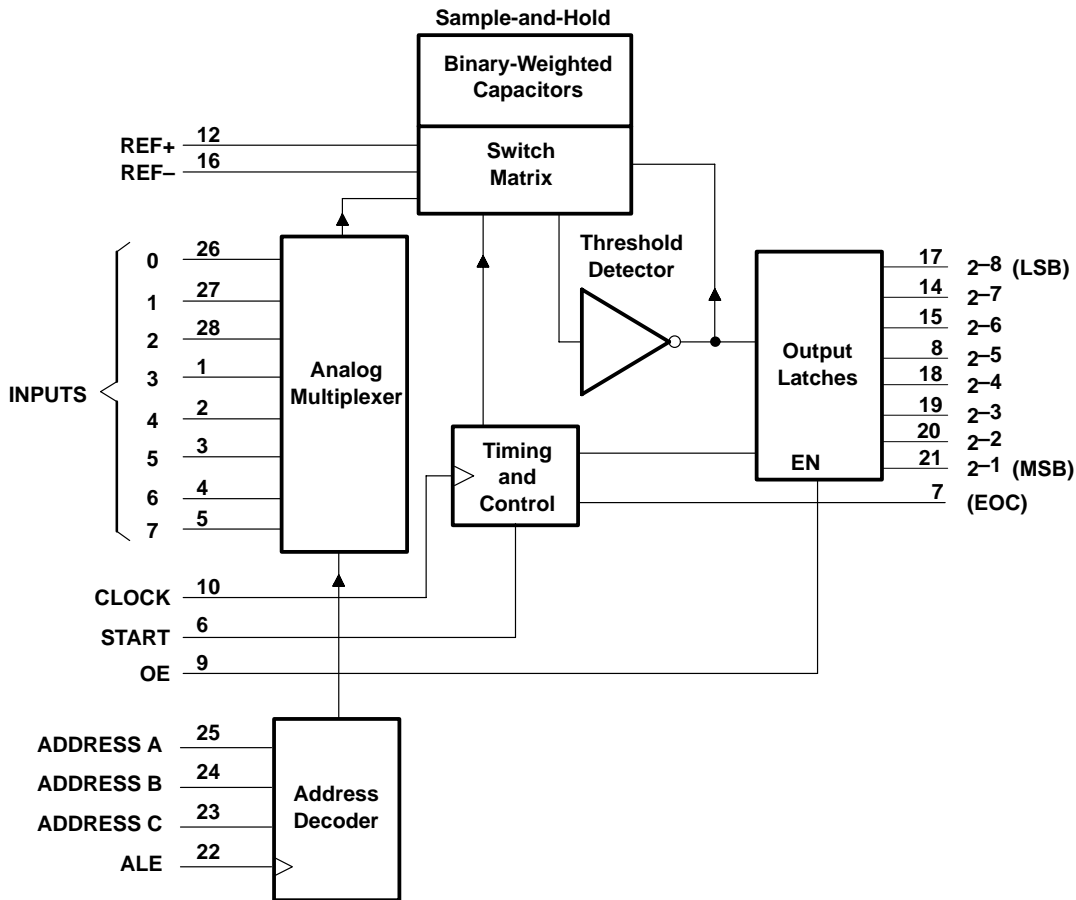 Sample-and-Hold
Binary-Weighted
Capacitors
Switch
Matrix
REF+ 12
REF– 16
INPUTS
0 26
1 27
2 28
3 1
4 2
5 3
6 4
7 5
Analog
Multiplexer
Threshold
Detector
Timing
and
Control
Output
Latches
EN
17 2–8 (LSB)
14 2–7
15 2–6
8 2–5
18 2–4
19 2–3
20 2–2
21 2–1 (MSB)
7 (EOC)
CLOCK 10
START 6
OE 9
ADDRESS A 25
ADDRESS B 24
ADDRESS C 23
ALE 22
Address
Decoder